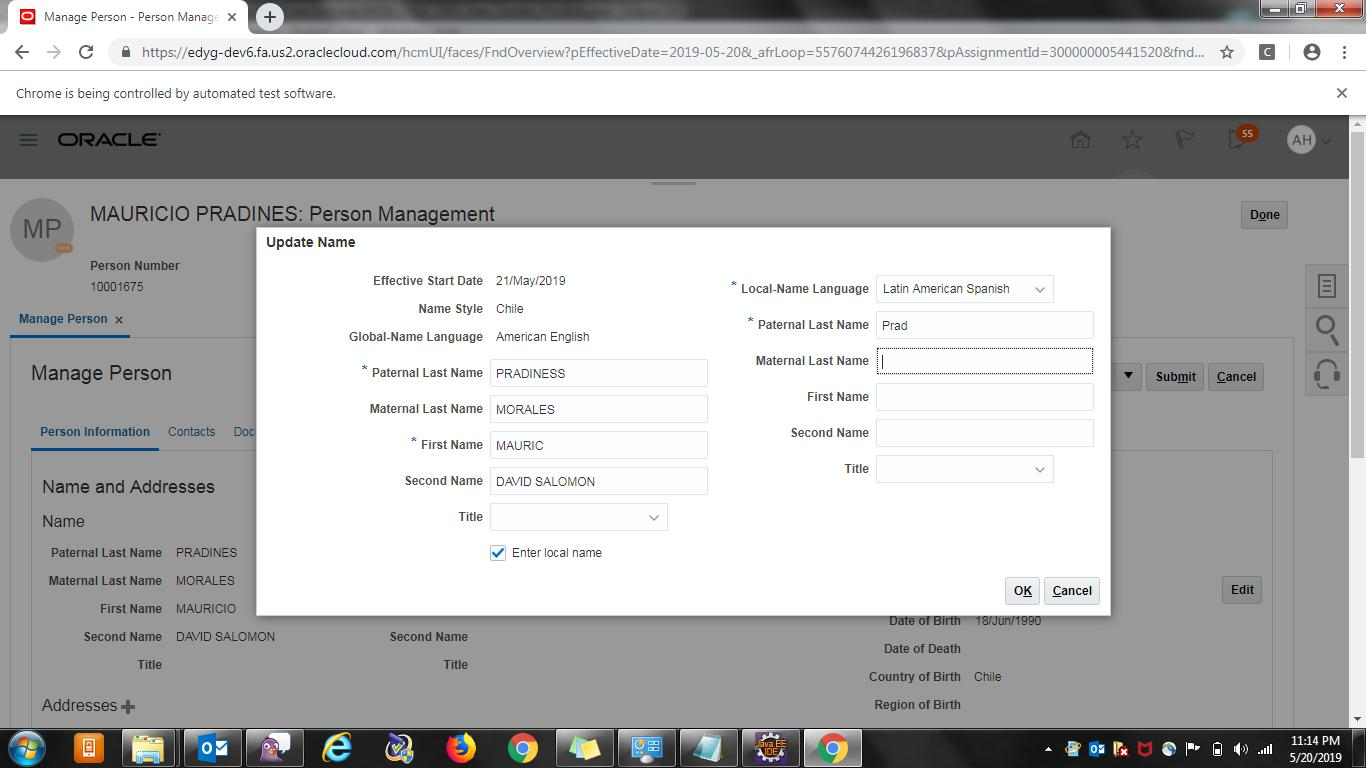 Manage Person - Person Manage
https://edyg-dev6.fa.us2.oraclecloud.com/hcmUI/faces/FndOverview?pEffectiveDate=2019-05-20&_afrLoop=5576074426196837&pAssignmentId=300000005441520&fnd...
C
Chrome is being controlled by automated test software.
ORACLE
55
AH
MP
MAURICIO PRADINES: Person Management
Done
Person Number
10001675
Manage Person
Manage Person
Submit
Cancel
Person Information Contacts Doc
Update Name
Effective Start Date 21/May/2019
Name Style Chile
Global-Name Language American English
* Paternal Last Name PRADINESS
Maternal Last Name MORALES
* First Name MAURIC
Second Name DAVID SALOMON
Title
Enter local name
* Local-Name Language Latin American Spanish
* Paternal Last Name Prad
Maternal Last Name
First Name
Second Name
Title
OK Cancel
Name and Addresses
Name
Paternal Last Name PRADINES
Maternal Last Name MORALES
First Name MAURICIO
Second Name DAVID SALOMON
Title
Second Name
Title
Edit
Date of Birth 18/Jun/1990
Date of Death
Country of Birth Chile
Region of Birth
Addresses
Java EE
IDE
11:14 PM
5/20/2019